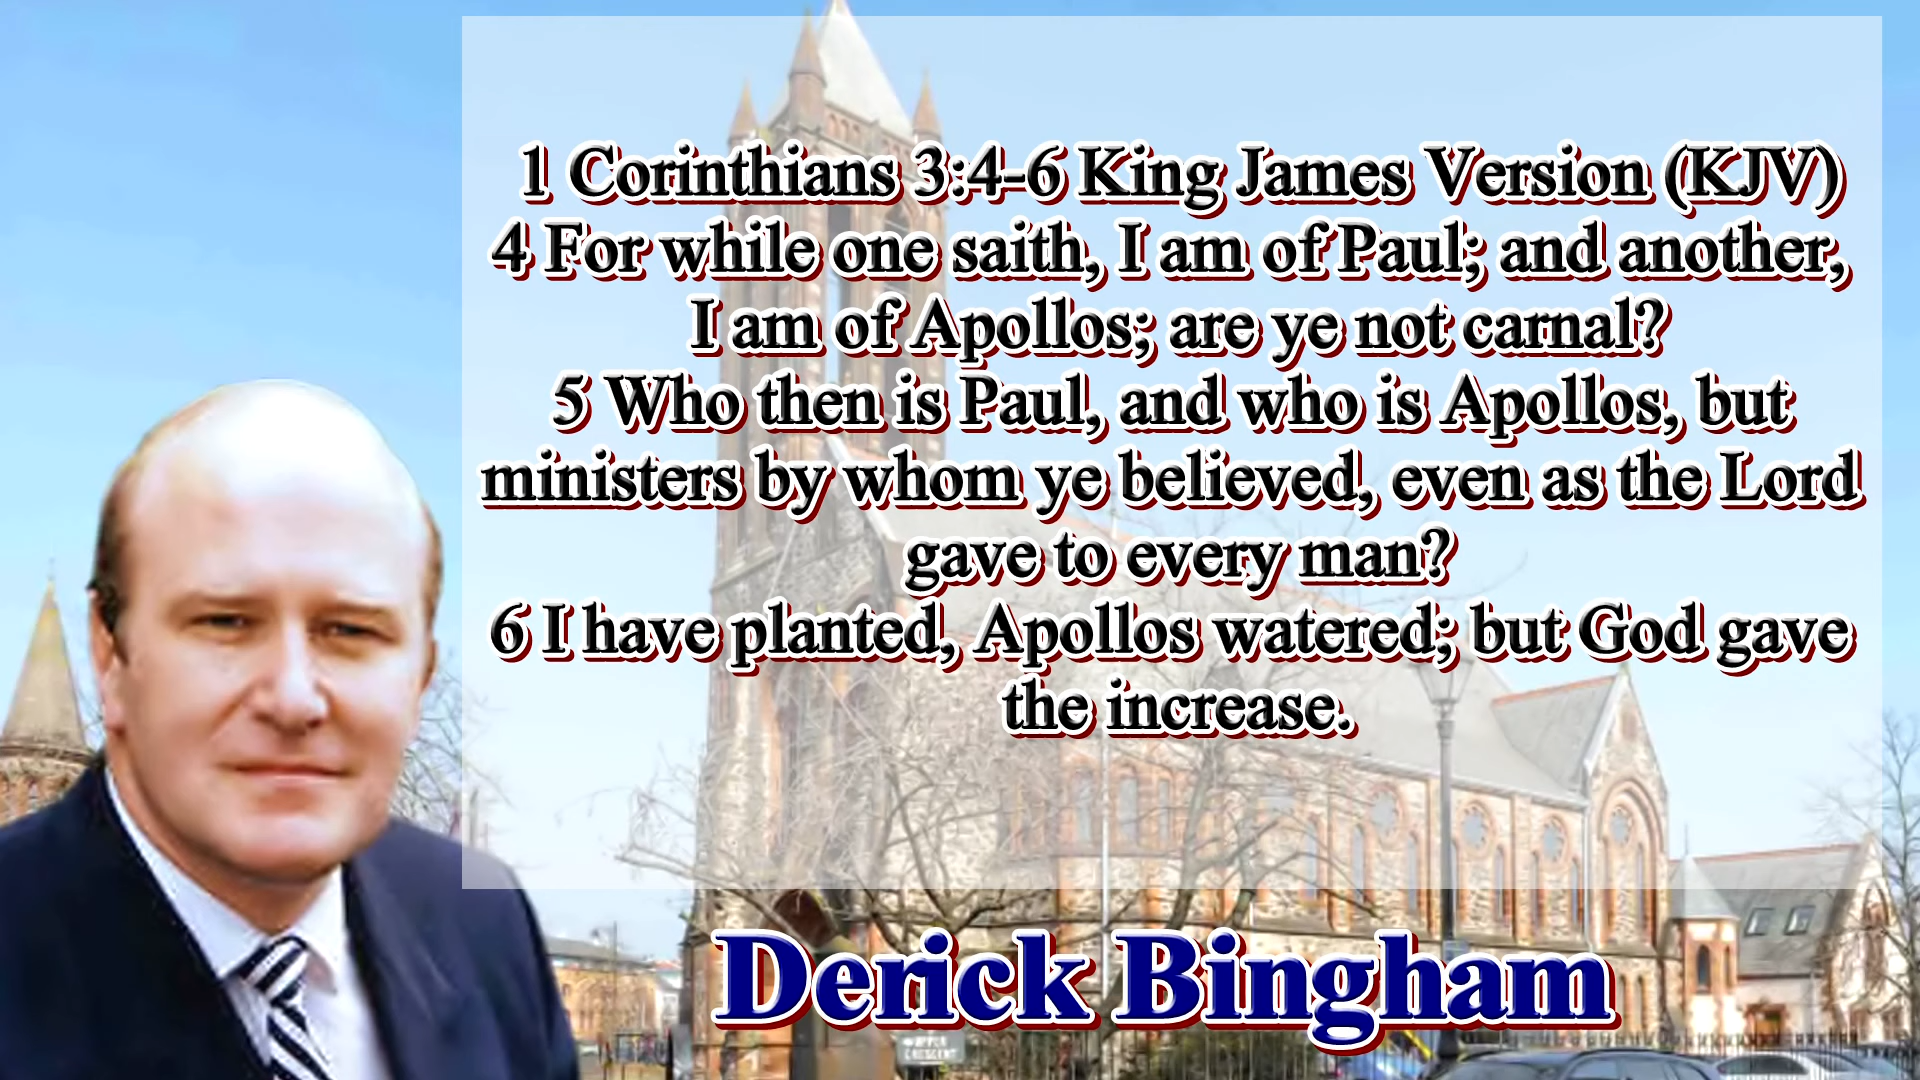 1 Corinthians 3:4-6 King James Version (KJV)
4 For while one saith, I am of Paul; and another,
I am of Apollos; are ye not carnal?
5 Who then is Paul, and who is Apollos, but
ministers by whom ye believed, even as the Lord
gave to every man?
6 I have planted, Apollos watered; but God gave
the increase.
Derick Bingham
UPPER
CRESCENT